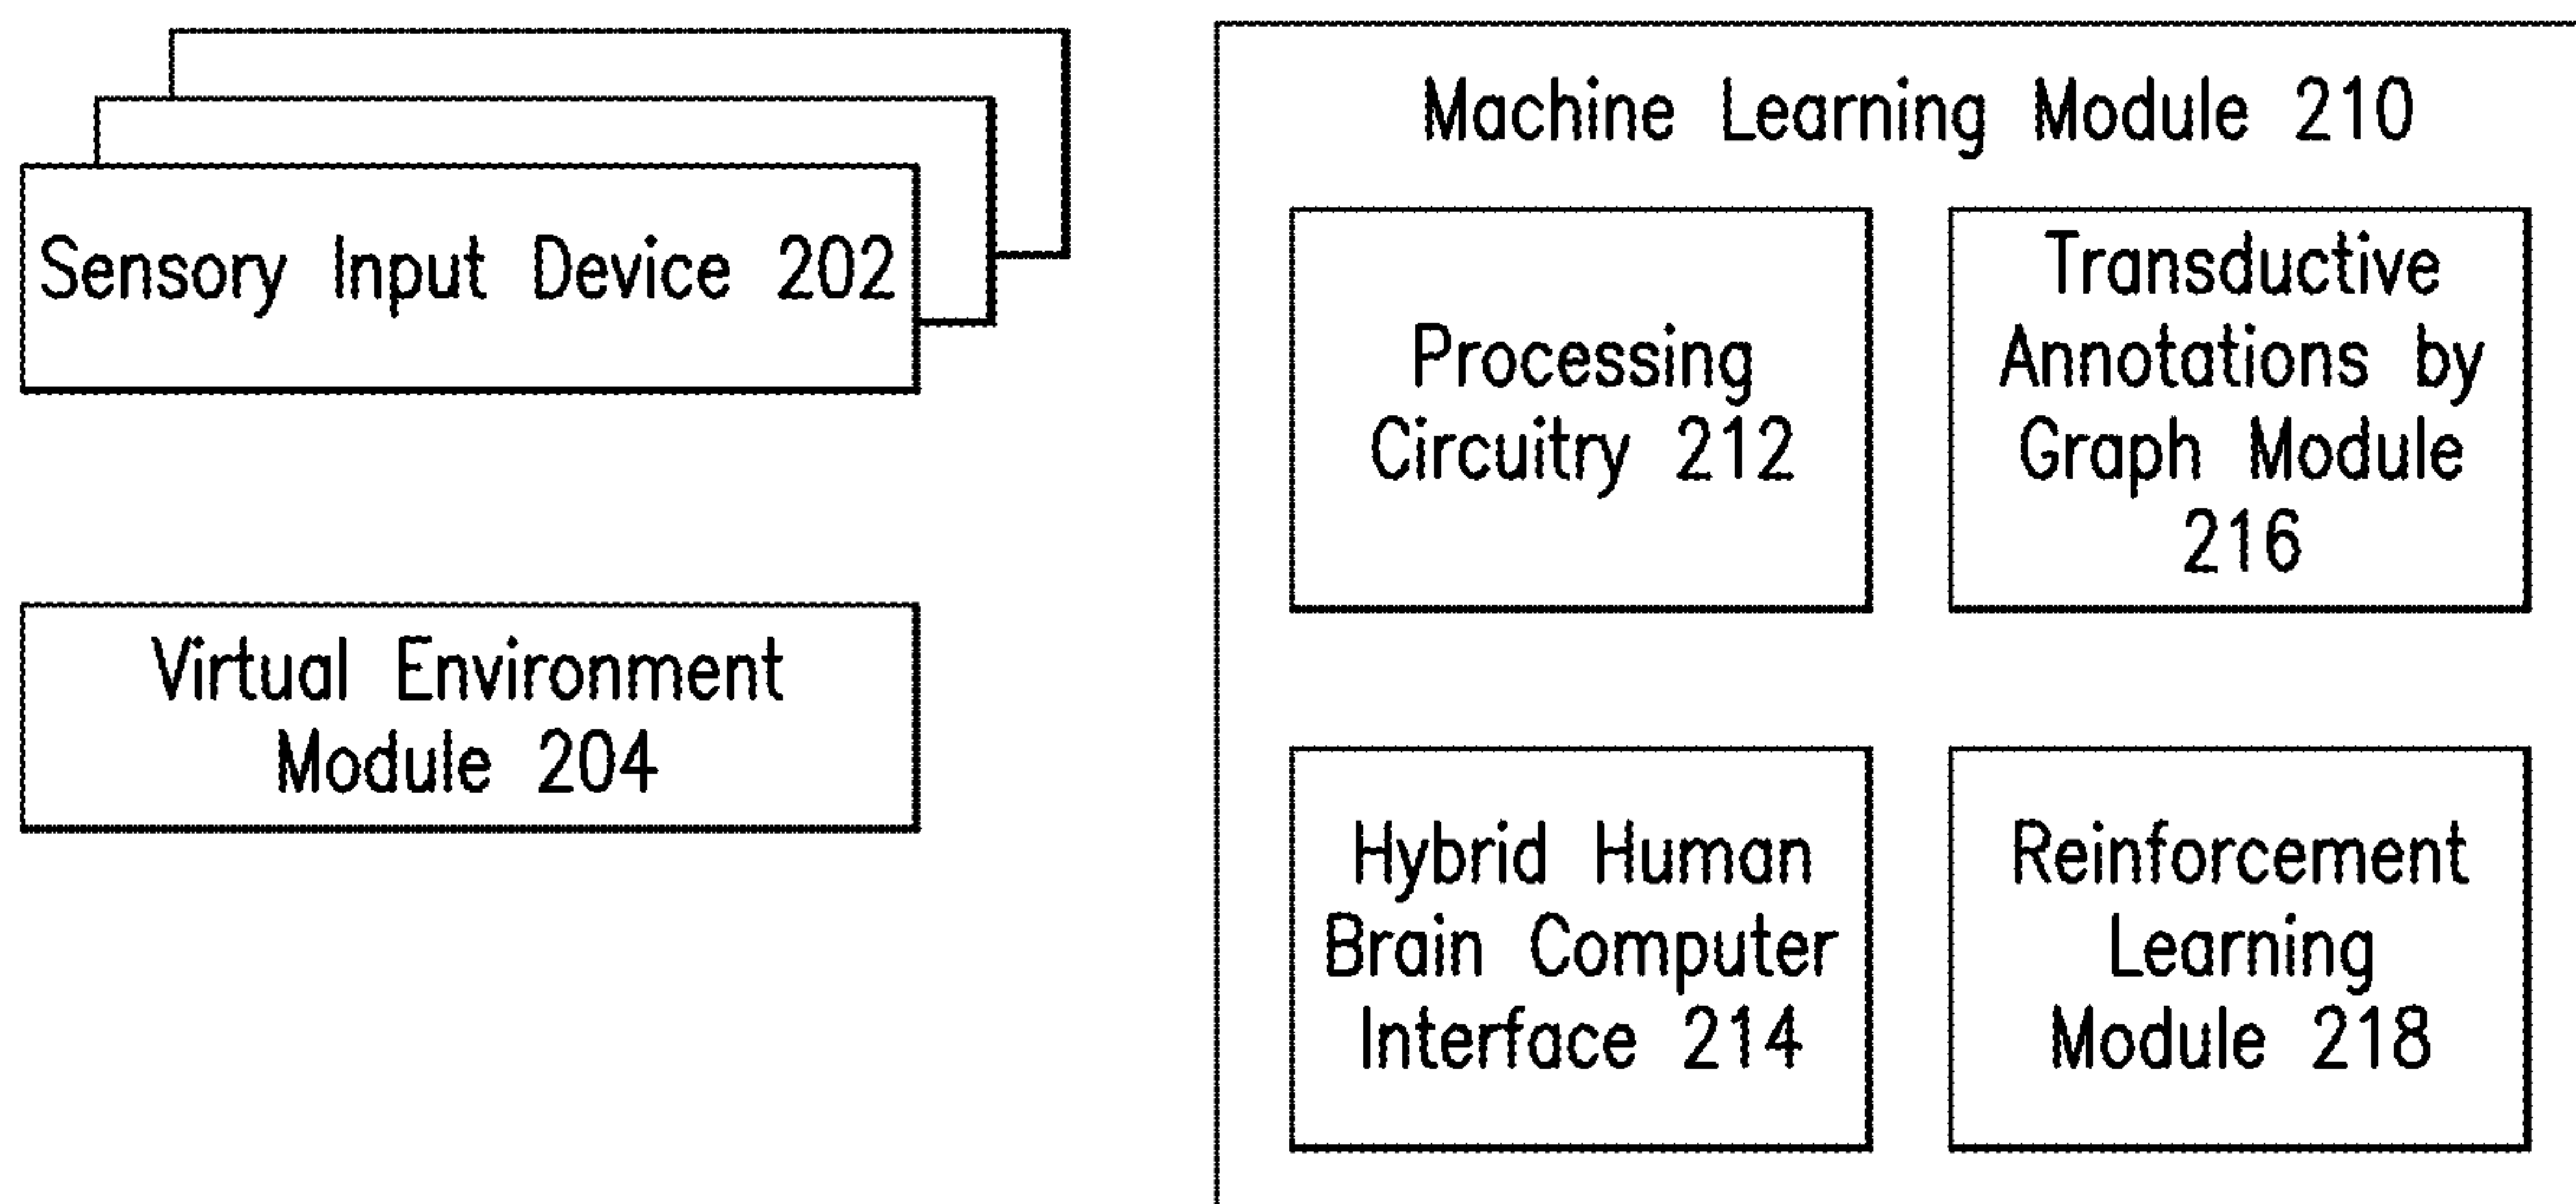 Sensory Input Device 202
Virtual Environment
Module 204
Machine Learning Module 210
Processing
Circuitry 212
Transductive
Annotations by
Graph Module
216
Hybrid Human
Brain Computer
Interface 214
Reinforcement
Learning
Module 218